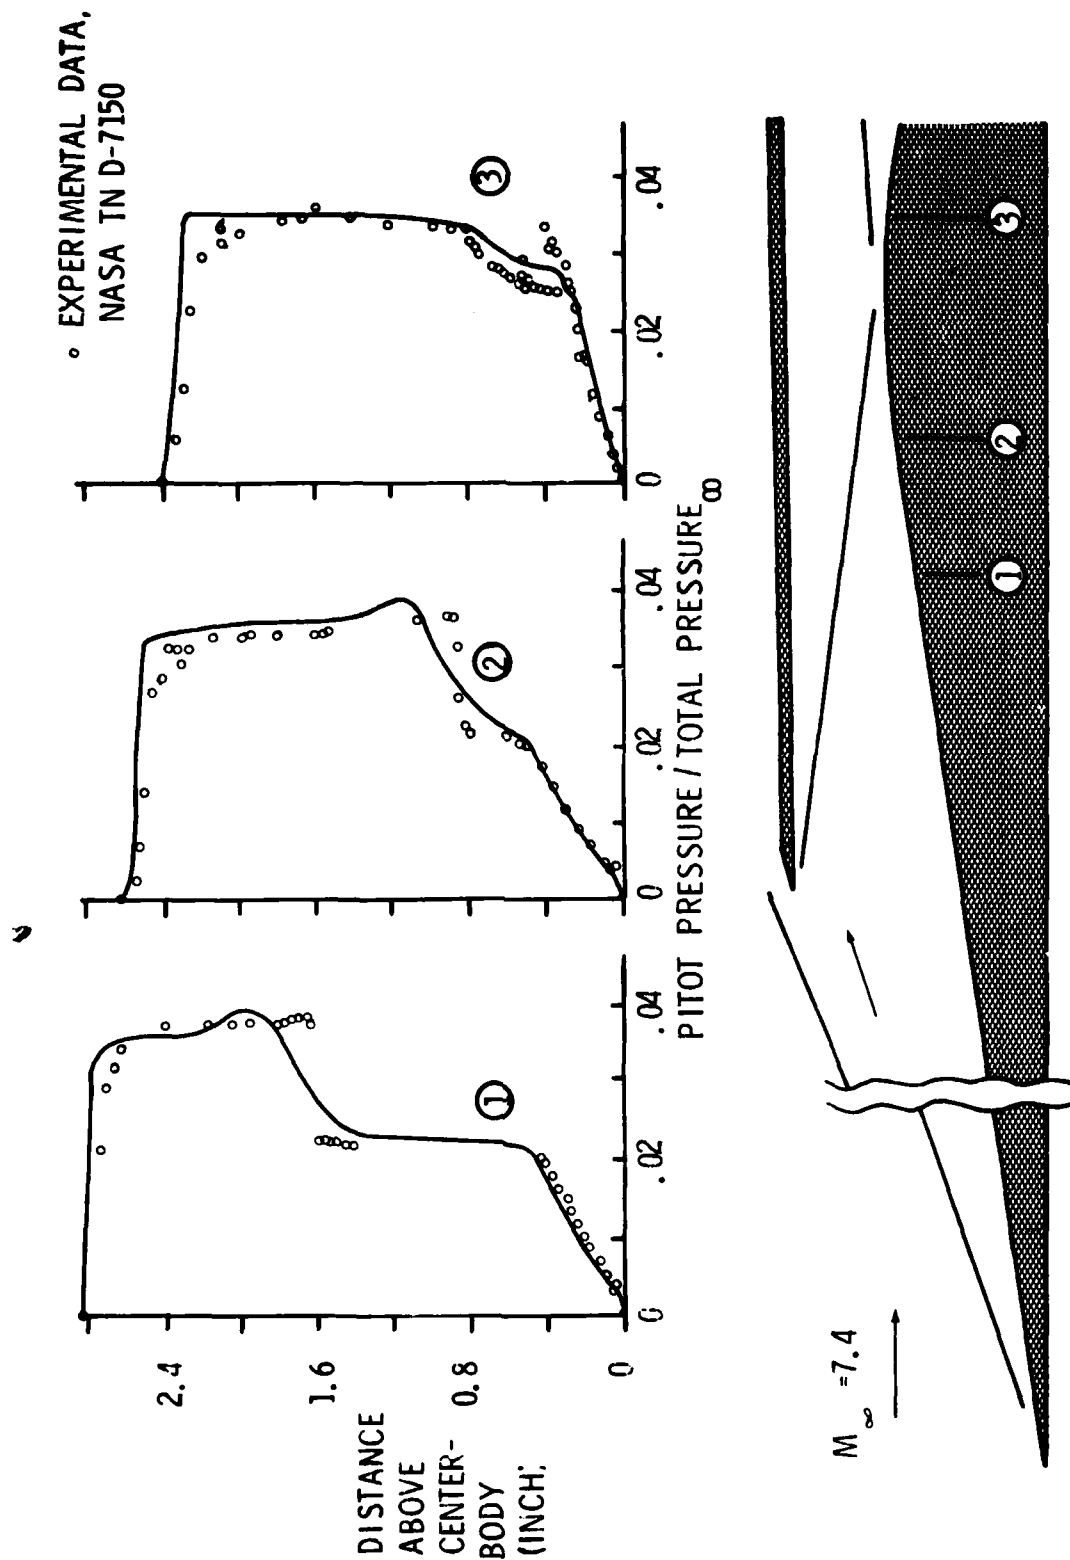 ∘ EXPERIMENTAL DATA,
NASA TN D-7150
DISTANCE
ABOVE
CENTER-
BODY
(INCH;
2.4
1.6
0.8
0
0 .02 .04
①
0 .02 .04
②
0 .02 .04
③
PITOT PRESSURE / TOTAL PRESSURE∞
M∞ =7.4
① ② ③